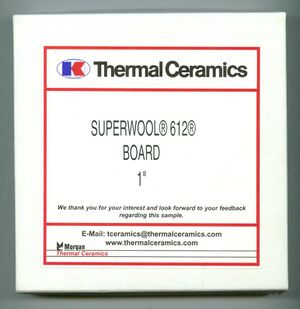 K Thermal Ceramics
SUPERWOOL® 612®
BOARD
1"
We thank you for your interest and look forward to your feedback
regarding this sample.
E-Mail: tceramics@thermalceramics.com
www.thermalceramics.com
Morgan
Thermal Ceramics